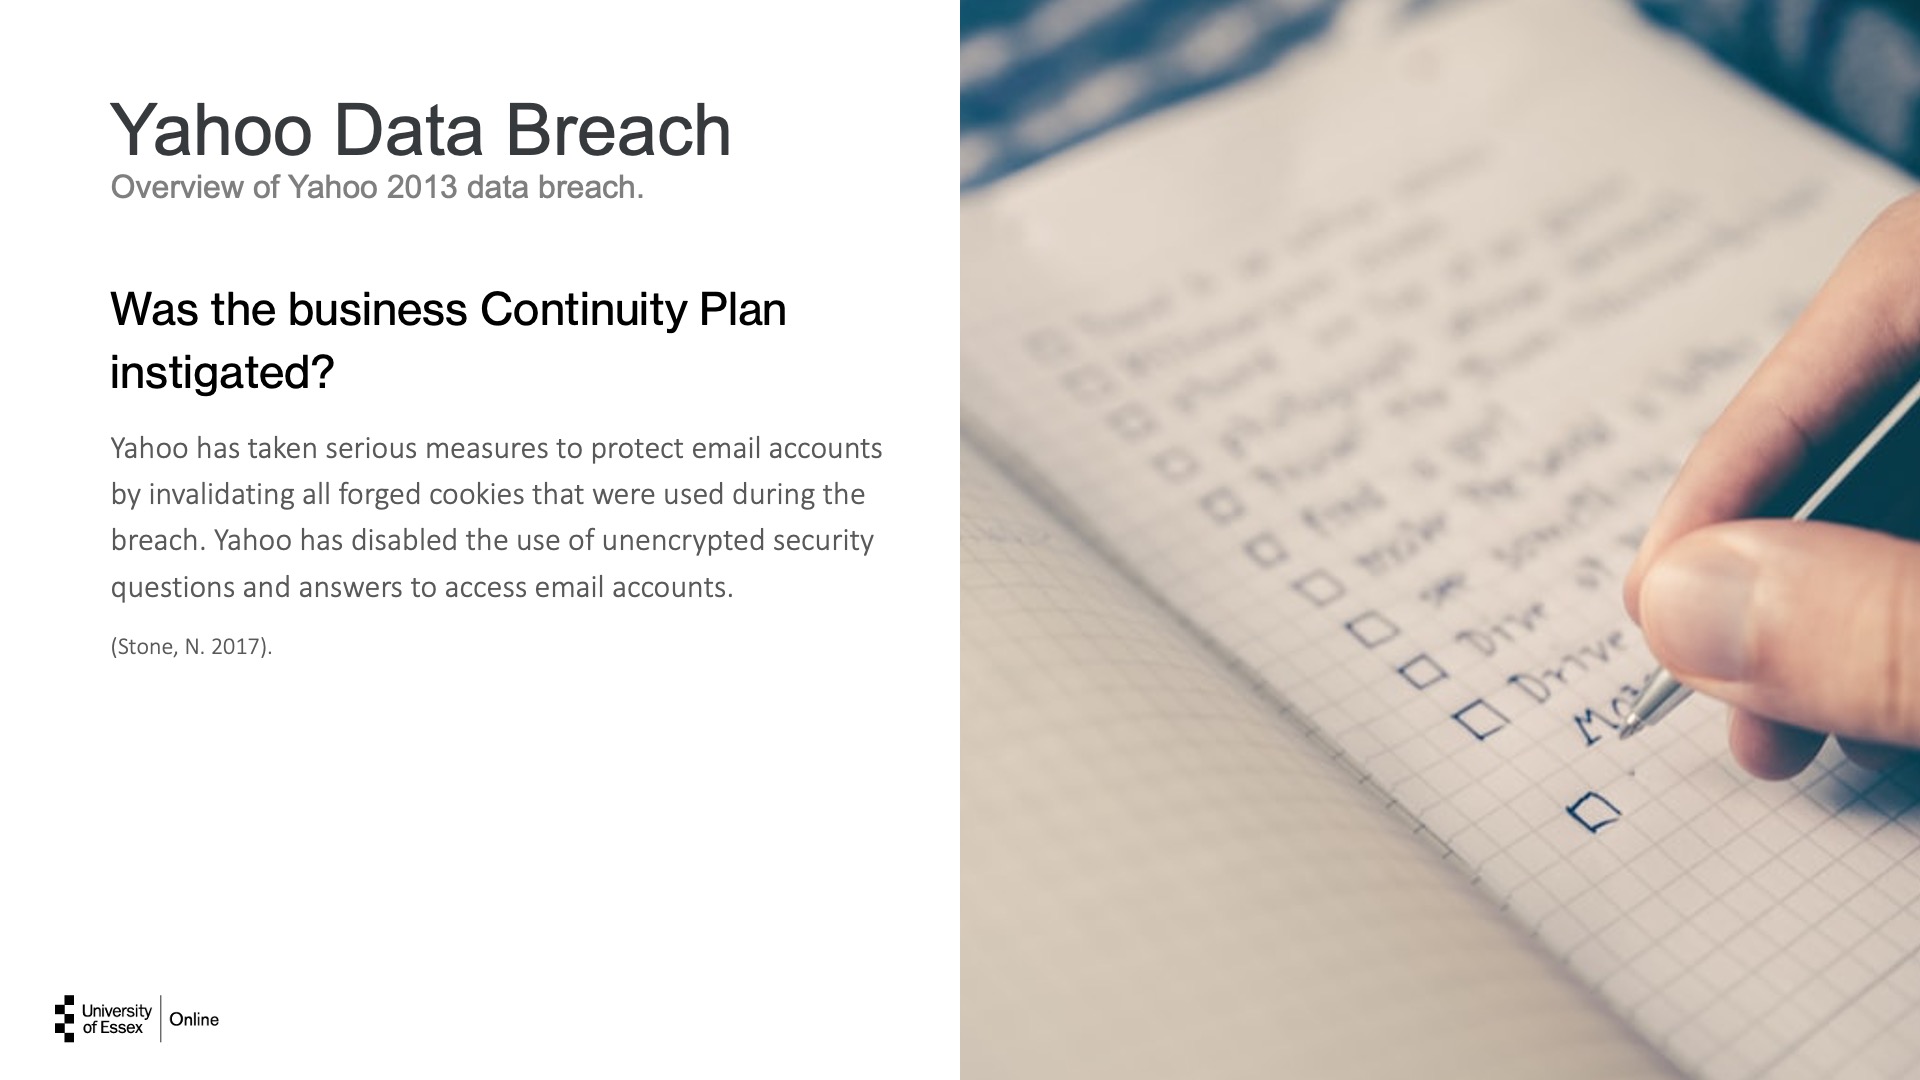 Yahoo Data Breach
Overview of Yahoo 2013 data breach.
Was the business Continuity Plan
instigated?
Yahoo has taken serious measures to protect email accounts
by invalidating all forged cookies that were used during the
breach. Yahoo has disabled the use of unencrypted security
questions and answers to access email accounts.
(Stone, N. 2017).
University
of Essex
Online
Drive
Drive